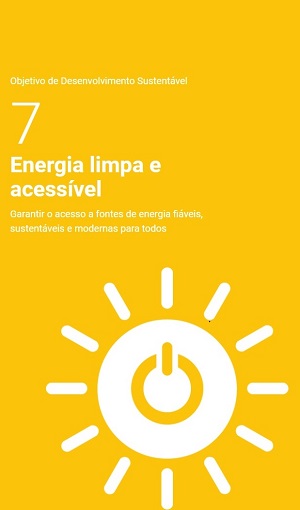 Objetivo de Desenvolvimento Sustentável
7
Energia limpa e
acessível
Garantir o acesso a fontes de energia fiáveis,
sustentáveis e modernas para todos